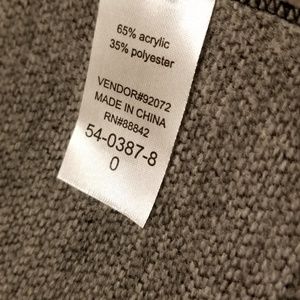 65% acrylic
35% polyester
VENDOR#92072
MADE IN CHINA
RN#88842
54-0387-8
0